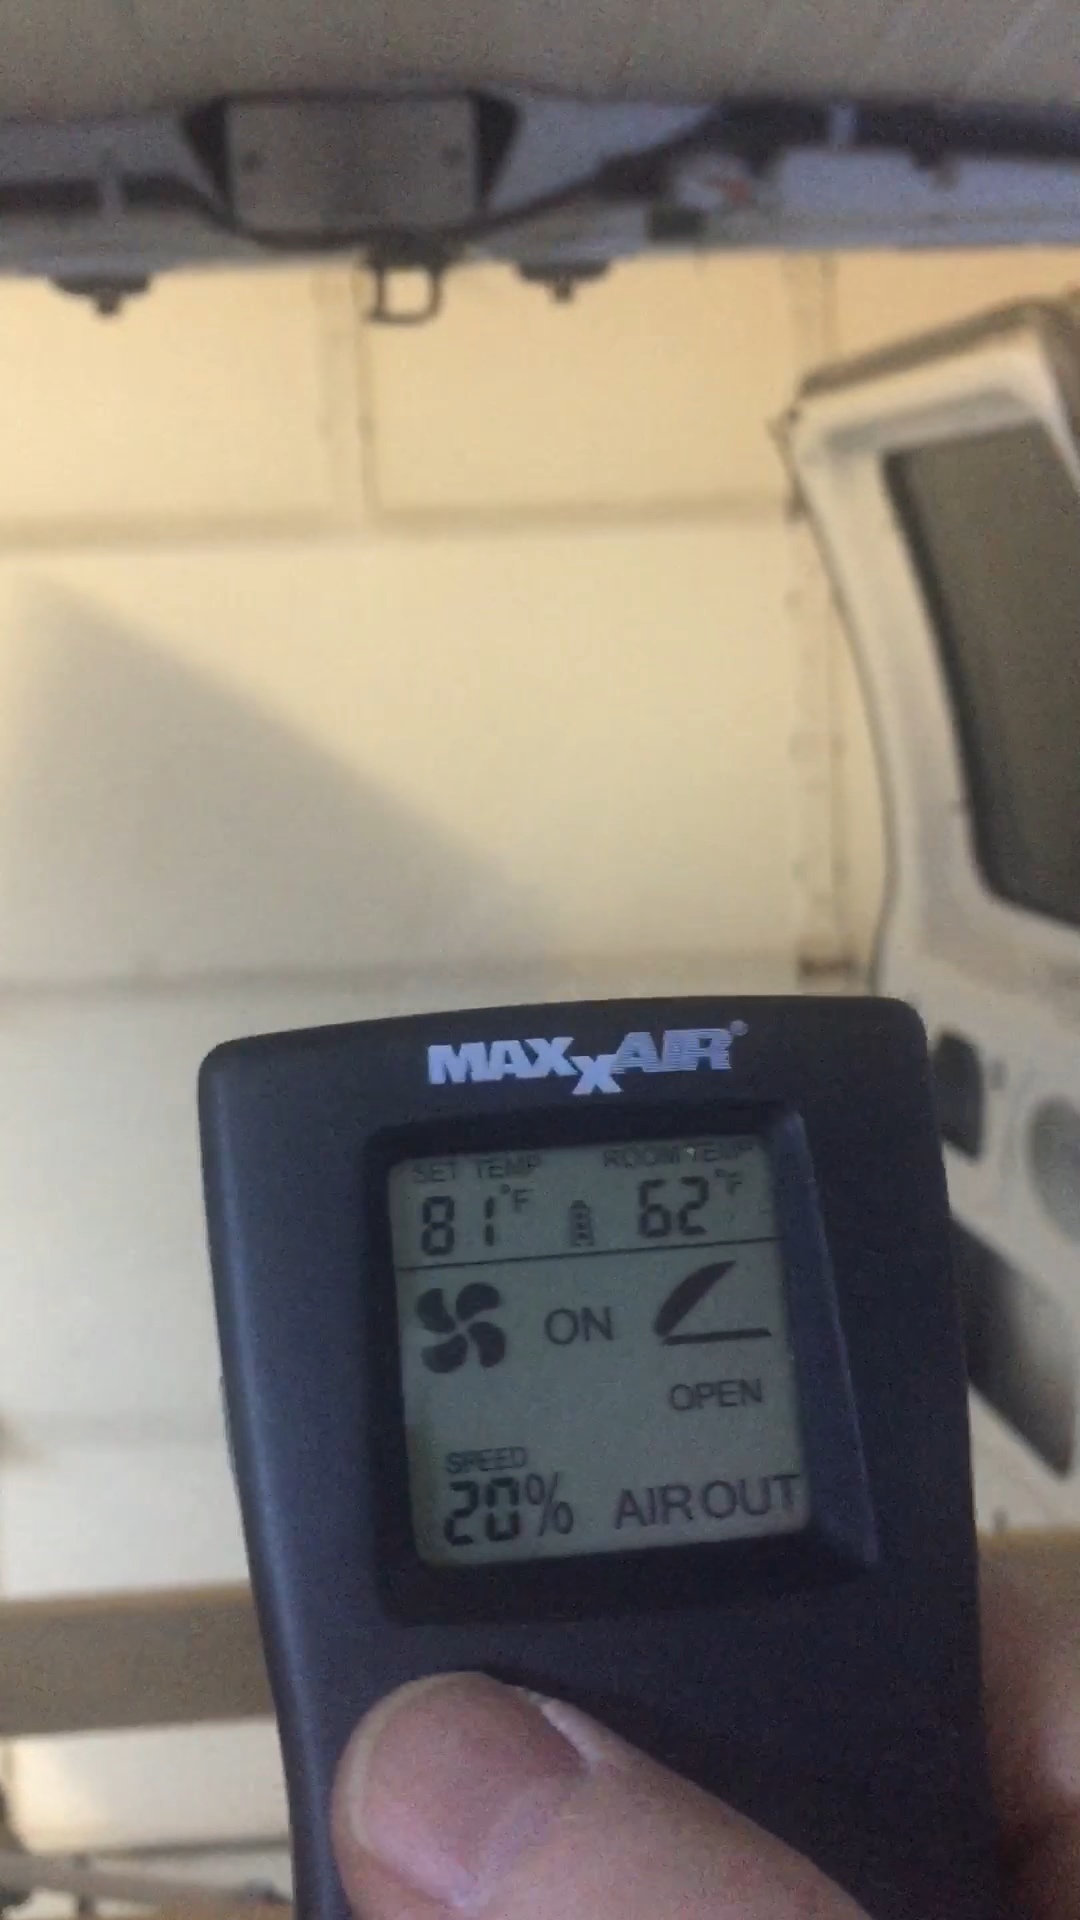 MAXXAIR®
SET TEMP ROOM TEMP
81°F 62°F
ON
OPEN
SPEED
20% AIR OUT